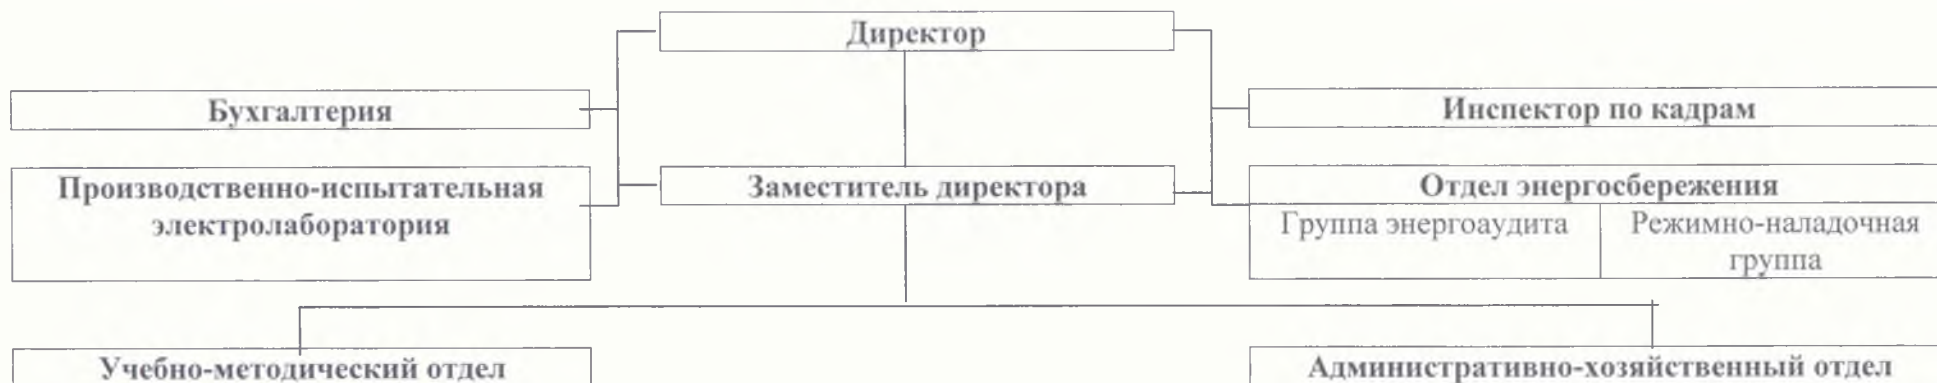 Директор
Бухгалтерия
Инспектор по кадрам
Производственно-испытательная
электролаборатория
Заместитель директора
Отдел энергосбережения
Группа энергоаудита
Режимно-наладочная
группа
Учебно-методический отдел
Административно-хозяйственный отдел